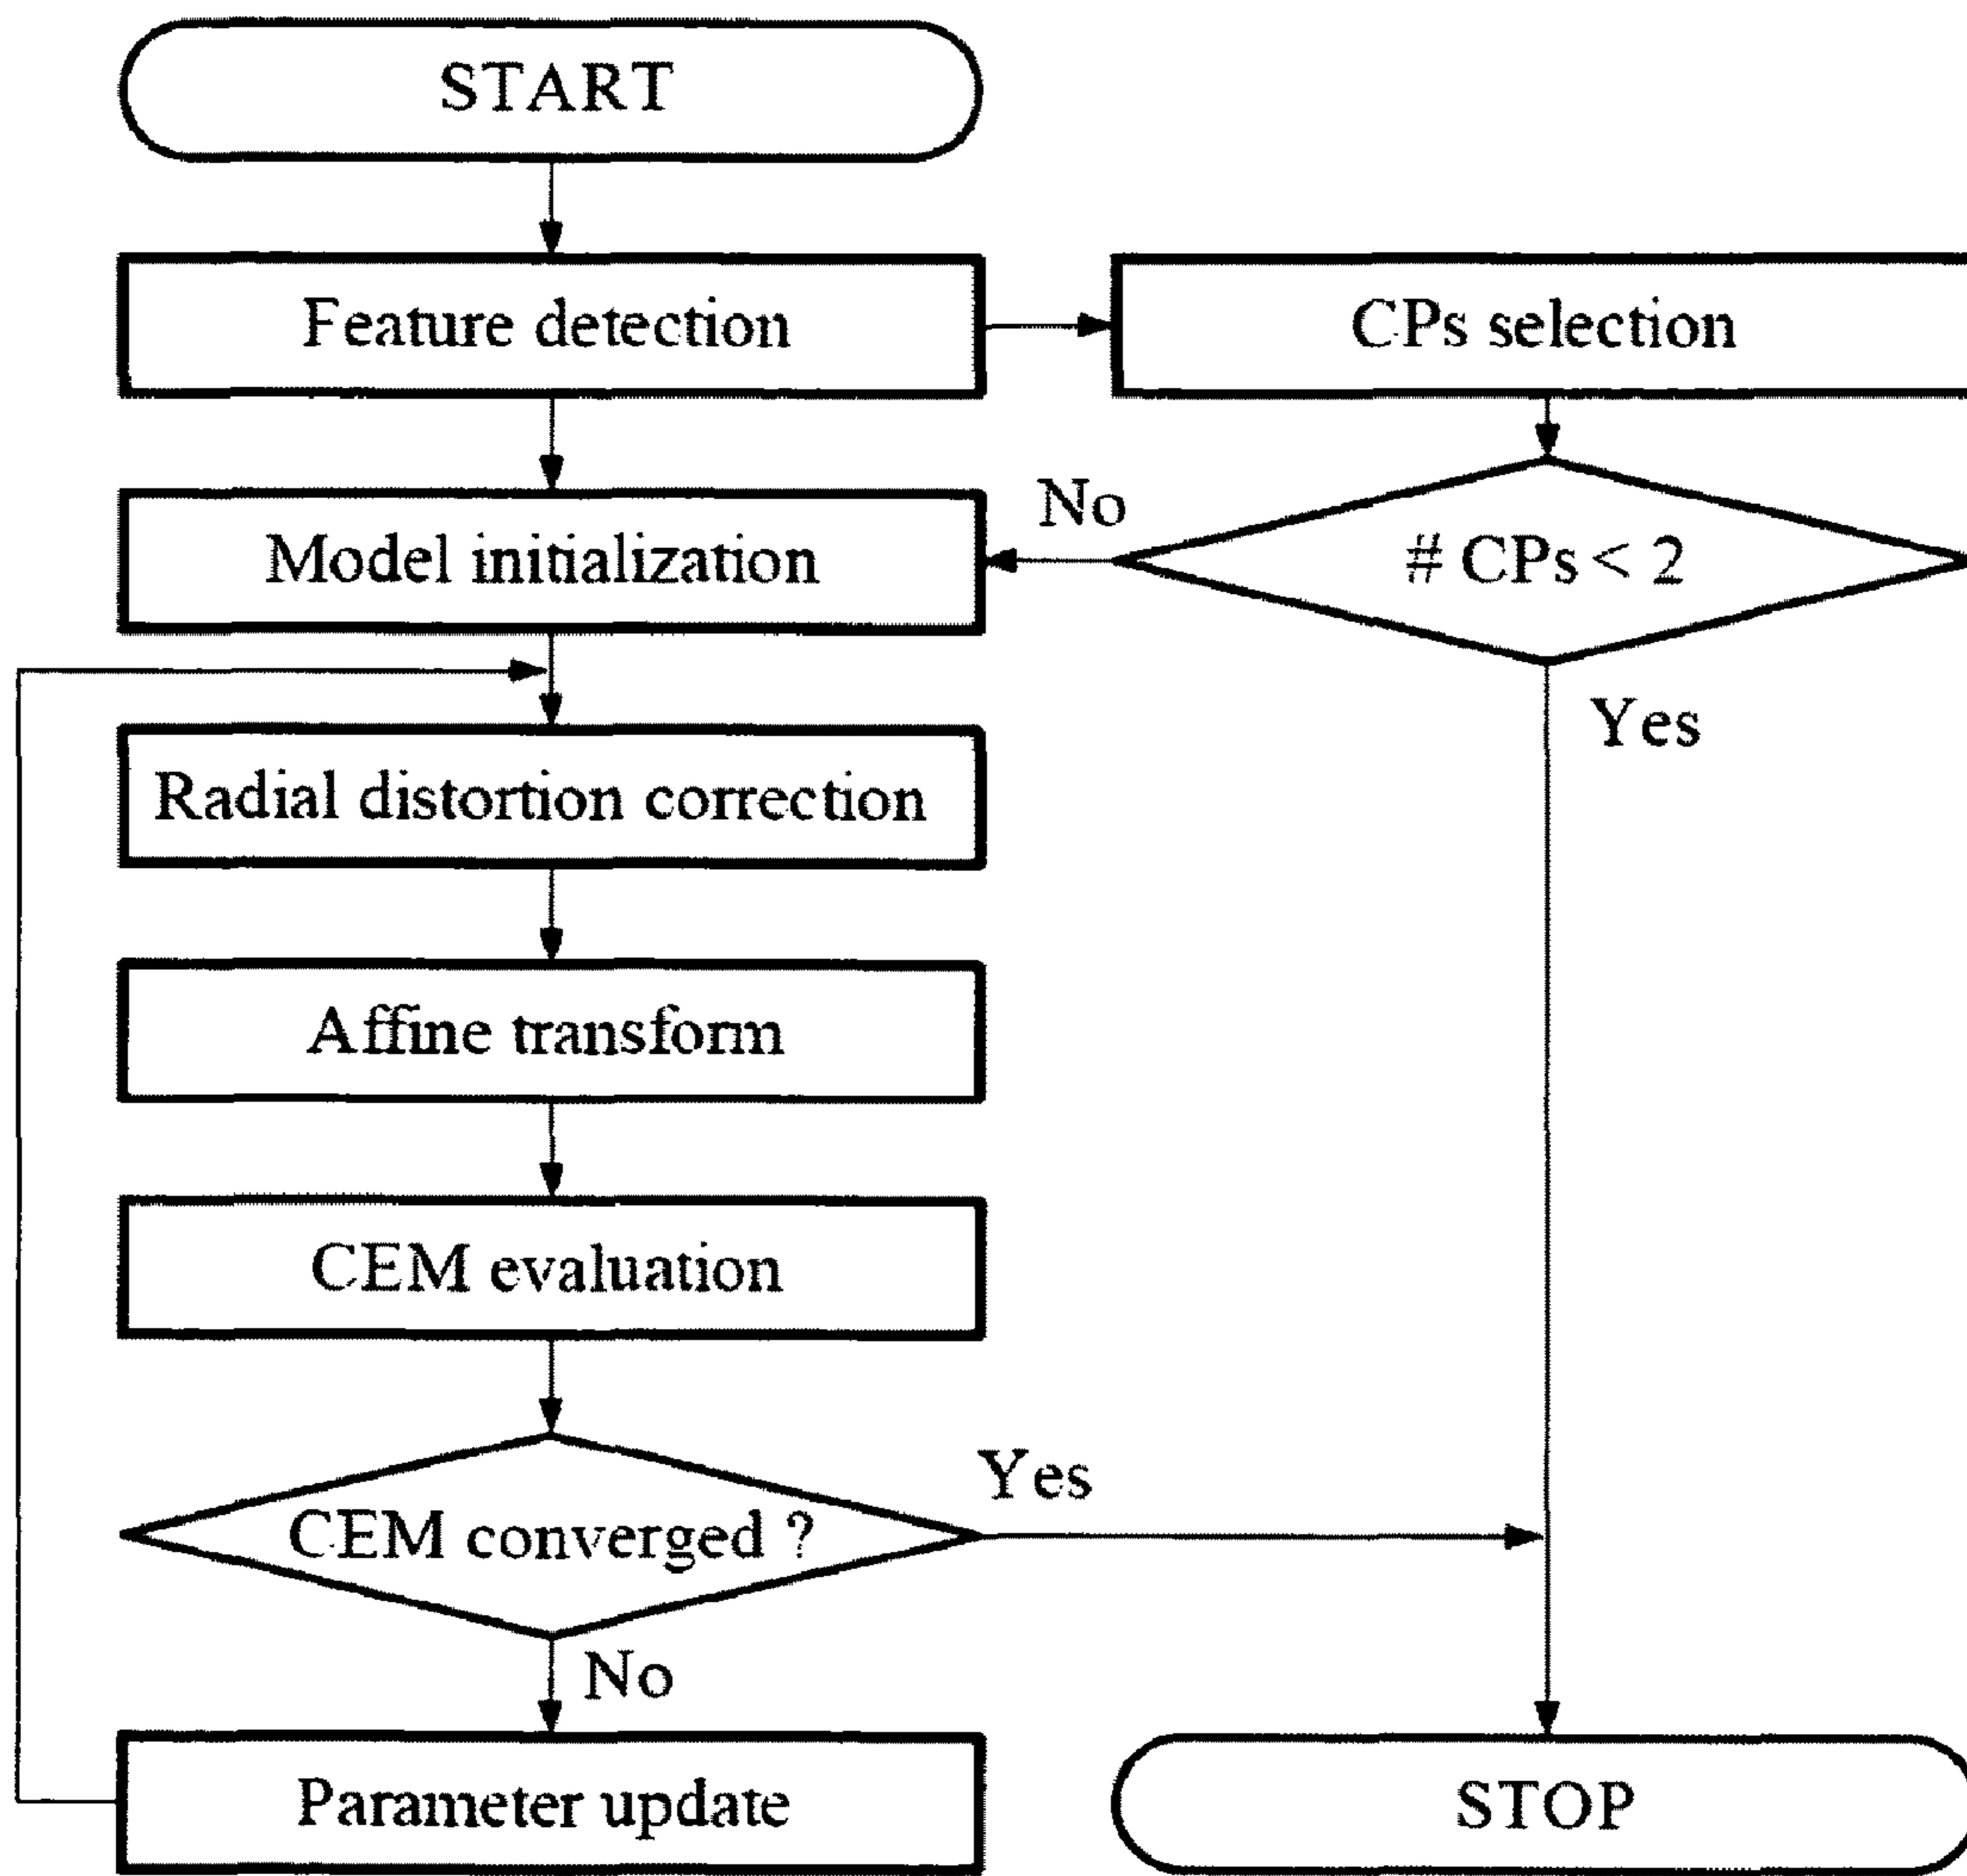 START
Feature detection
CPs selection
No
Model initialization
# CPs < 2
Yes
Radial distortion correction
Affine transform
CEM evaluation
Yes
CEM converged ?
No
Parameter update
STOP